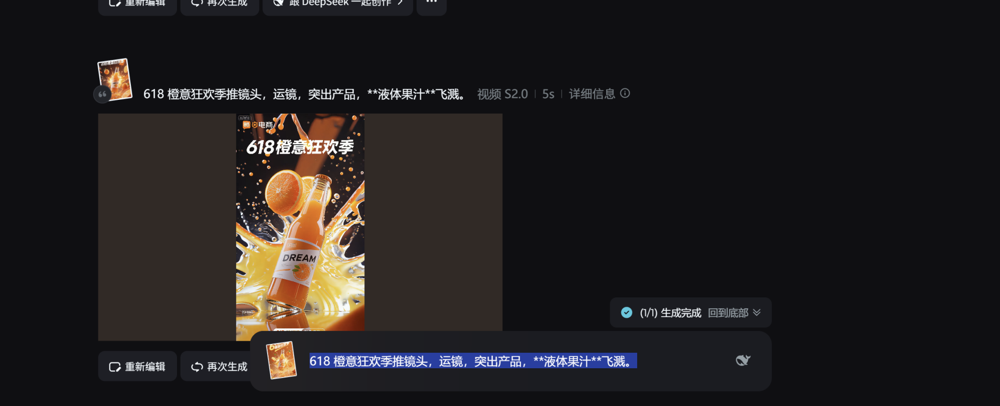 重新编辑
再次生成
跟 DeepSeek 一起创作
618 橙意狂欢季推镜头，运镜，突出产品，**液体果汁**飞溅。 视频 S2.0 | 5s | 详细信息
电商
618橙意狂欢季
DREAM
(1/1) 生成完成 回到底部
618 橙意狂欢季推镜头，运镜，突出产品，**液体果汁**飞溅。
重新编辑
再次生成